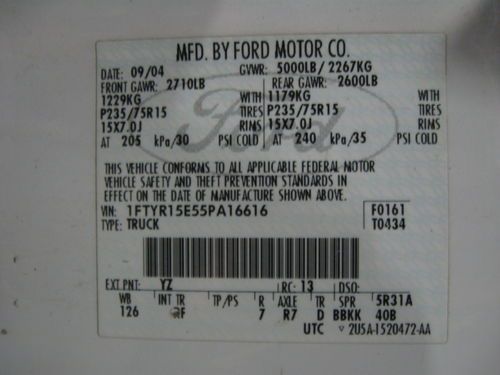 MFD. BY FORD MOTOR CO.
DATE: 09/04 GVWR: 5000LB/2267KG
FRONT GAWR: 2710LB REAR GAWR: 2600LB
1229KG WITH 1179KG WITH
P235/75R15 TIRES P235/75R15 TIRES
15X7.0J RIMS 15X7.0J RIMS
AT 205 kPa/30 PSI COLD AT 240 kPa/35 PSI COLD
THIS VEHICLE CONFORMS TO ALL APPLICABLE FEDERAL MOTOR
VEHICLE SAFETY AND THEFT PREVENTION STANDARDS IN
EFFECT ON THE DATE OF MANUFACTURE SHOWN ABOVE.
VIN: 1FTYR15E55PA16616 F0161
TYPE: TRUCK T0434
EXT PNT: YZ RC: 13 DSO:
WB INT TR TP/PS R AXLE TR SPR 5R31A
126 F 7 R7 D BBKK 40B
UTC 2U5A-1520472-AA
Ford